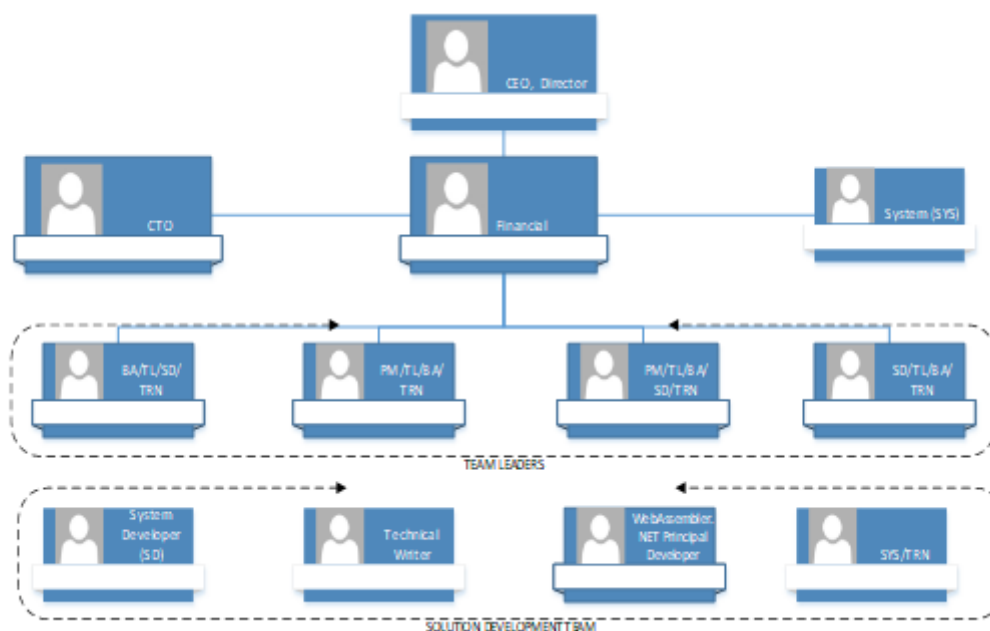 CEO, Director
CTO
Financial
System (SYS)
BA/TL/SD/
TRN
PM/TL/BA/
TRN
PM/TL/BA/
SD/TRN
SD/TL/BA/
TRN
TEAM LEADERS
System
Developer
(SD)
Technical
Writer
WebAssembler.
NET Principal
Developer
SYS/TRN
SOLUTION DEVELOPMENT TEAM